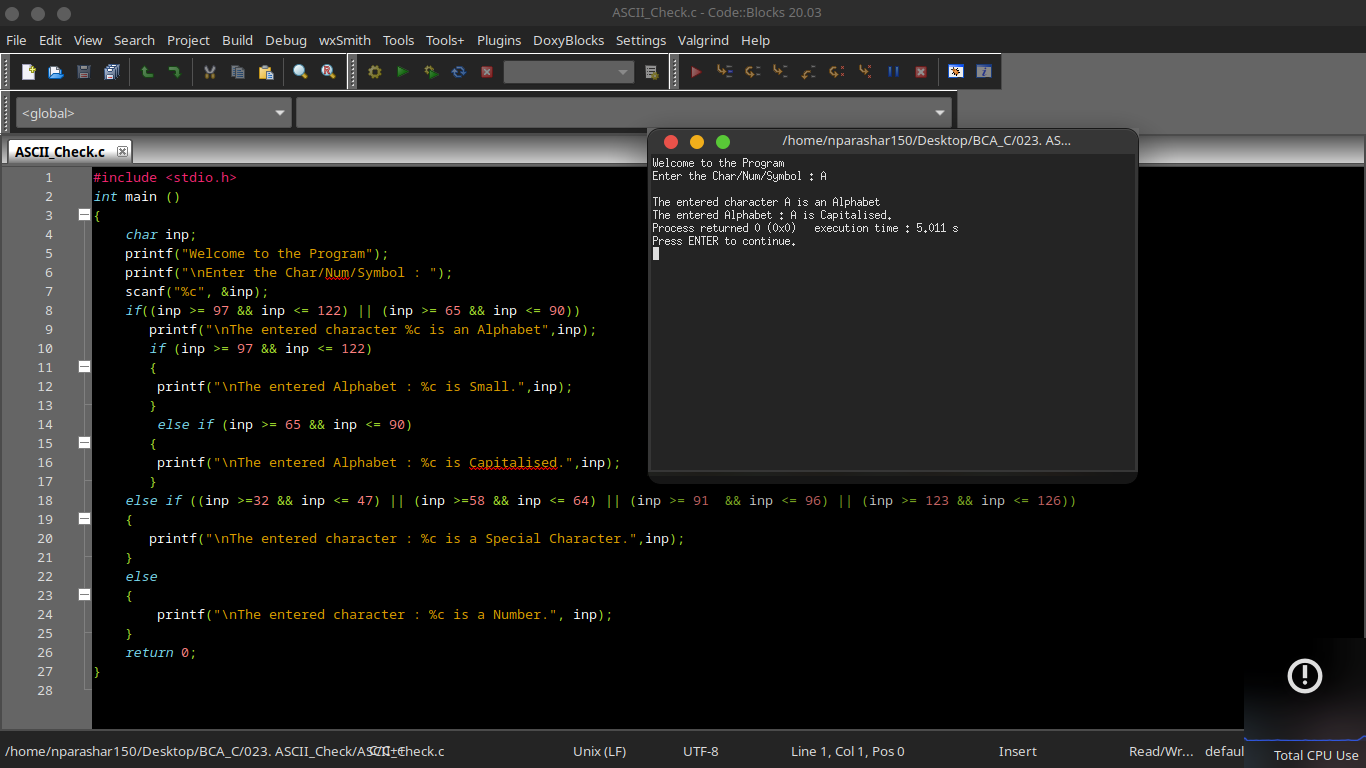 ASCII_Check.c - Code::Blocks 20.03
File Edit View Search Project Build Debug wxSmith Tools Tools+ Plugins DoxyBlocks Settings Valgrind Help
<global>
ASCII_Check.c
/home/nparashar150/Desktop/BCA_C/023. AS...
Welcome to the Program
Enter the Char/Num/Symbol : A
The entered character A is an Alphabet
The entered Alphabet : A is Capitalised.
Process returned 0 (0x0)   execution time : 5.011 s
Press ENTER to continue.
1 #include <stdio.h>
2 int main ()
3 {
4     char inp;
5     printf("Welcome to the Program");
6     printf("\nEnter the Char/Num/Symbol : ");
7     scanf("%c", &inp);
8     if((inp >= 97 && inp <= 122) || (inp >= 65 && inp <= 90))
9        printf("\nThe entered character %c is an Alphabet",inp);
10        if (inp >= 97 && inp <= 122)
11        {
12         printf("\nThe entered Alphabet : %c is Small.",inp);
13        }
14         else if (inp >= 65 && inp <= 90)
15        {
16         printf("\nThe entered Alphabet : %c is Capitalised.",inp);
17        }
18     else if ((inp >=32 && inp <= 47) || (inp >=58 && inp <= 64) || (inp >= 91  && inp <= 96) || (inp >= 123 && inp <= 126))
19     {
20        printf("\nThe entered character : %c is a Special Character.",inp);
21     }
22     else
23     {
24         printf("\nThe entered character : %c is a Number.", inp);
25     }
26     return 0;
27 }
28
/home/nparashar150/Desktop/BCA_C/023. ASCII_Check/ASCII_Check.c C/C++ Unix (LF) UTF-8 Line 1, Col 1, Pos 0 Insert Read/Wr... defaul
Total CPU Use